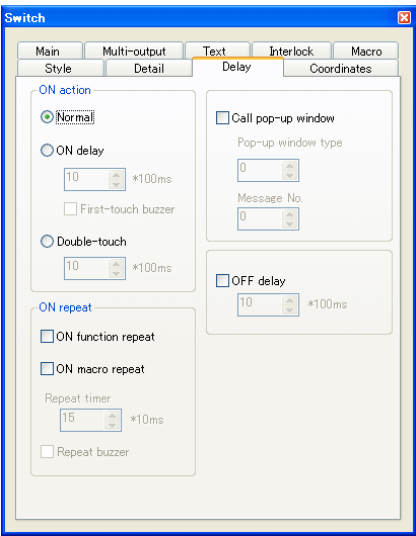 Switch
Main Multi-output Text Interlock Macro
Style Detail Delay Coordinates
ON action
Normal
ON delay
10 *100ms
First-touch buzzer
Double-touch
10 *100ms
ON repeat
ON function repeat
ON macro repeat
Repeat timer
15 *10ms
Repeat buzzer
Call pop-up window
Pop-up window type
0
Message No.
0
OFF delay
10 *100ms